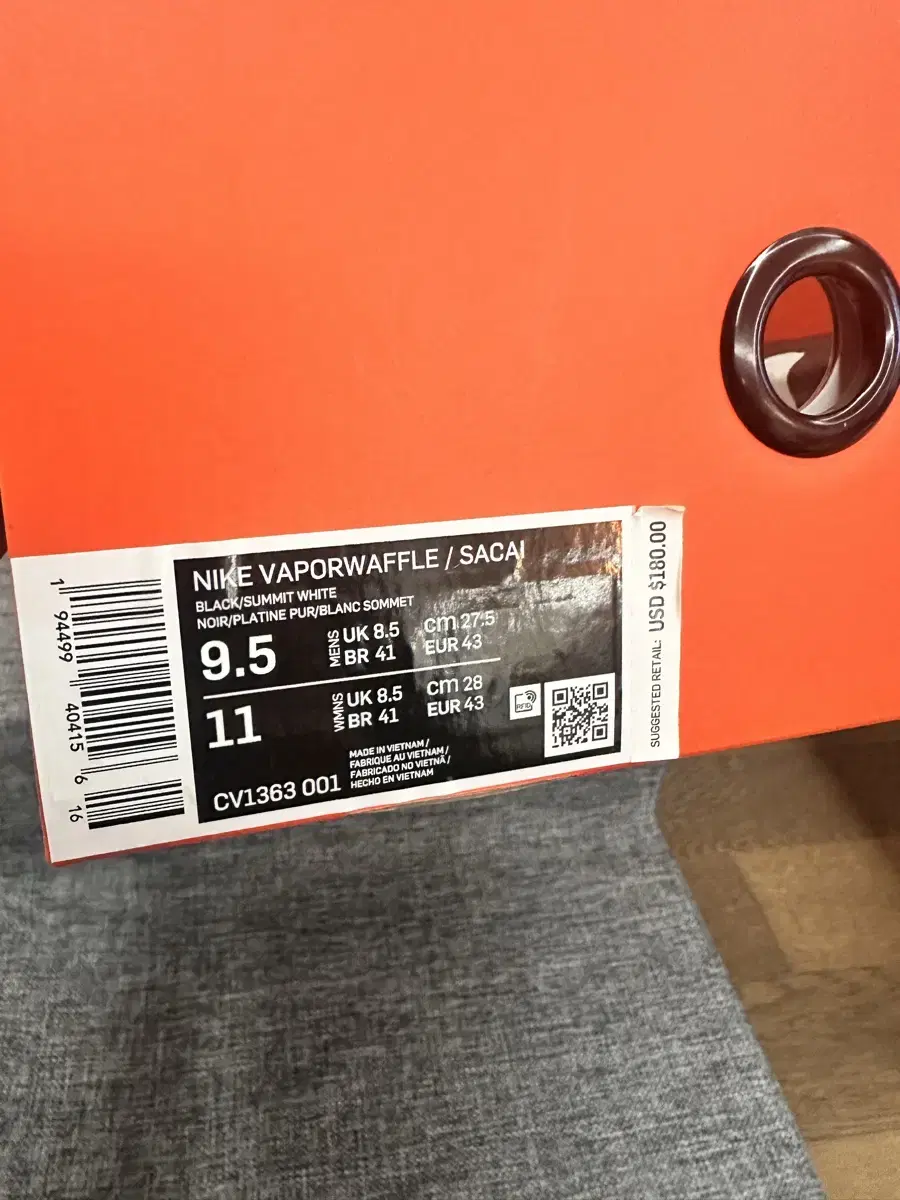 NIKE VAPORWAFFLE / SACAI
BLACK/SUMMIT WHITE
NOIR/PLATINE PUR/BLANC SOMMET
9.5
MENS
UK 8.5
cm 27.5
BR 41
EUR 43
11
WMNS
UK 8.5
cm 28
BR 41
EUR 43
RFID
MADE IN VIETNAM /
FABRIQUE AU VIETNAM /
FABRICADO NO VIETNÃ /
HECHO EN VIETNAM
CV1363 001
1 94499 40415 6 16
SUGGESTED RETAIL: USD $180.00